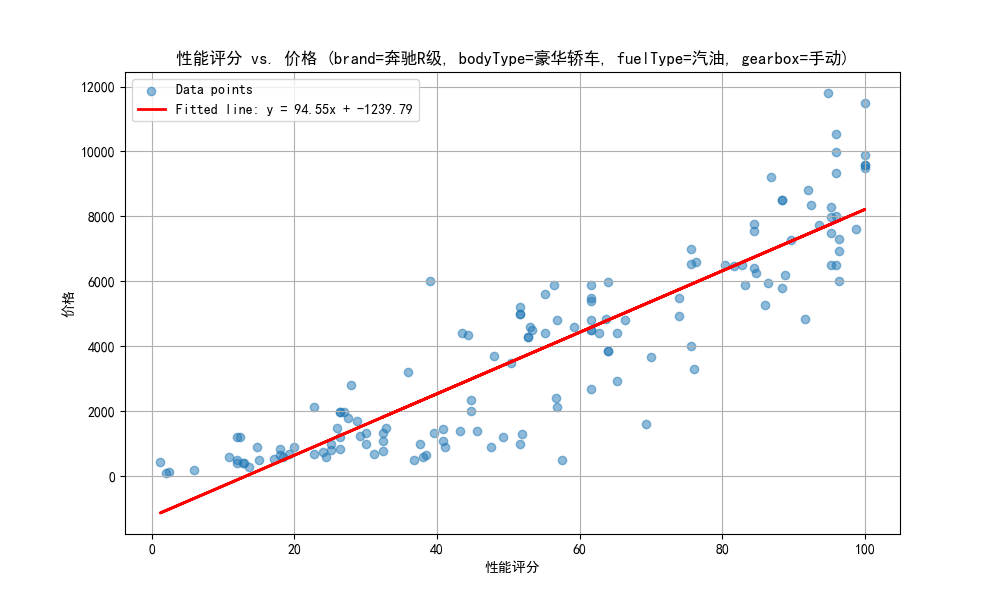 性能评分 vs. 价格 (brand=奔驰R级, bodyType=豪华轿车, fuelType=汽油, gearbox=手动)
Data points
Fitted line: y = 94.55x + -1239.79
12000
10000
8000
6000
4000
2000
0
价格
0 20 40 60 80 100
性能评分